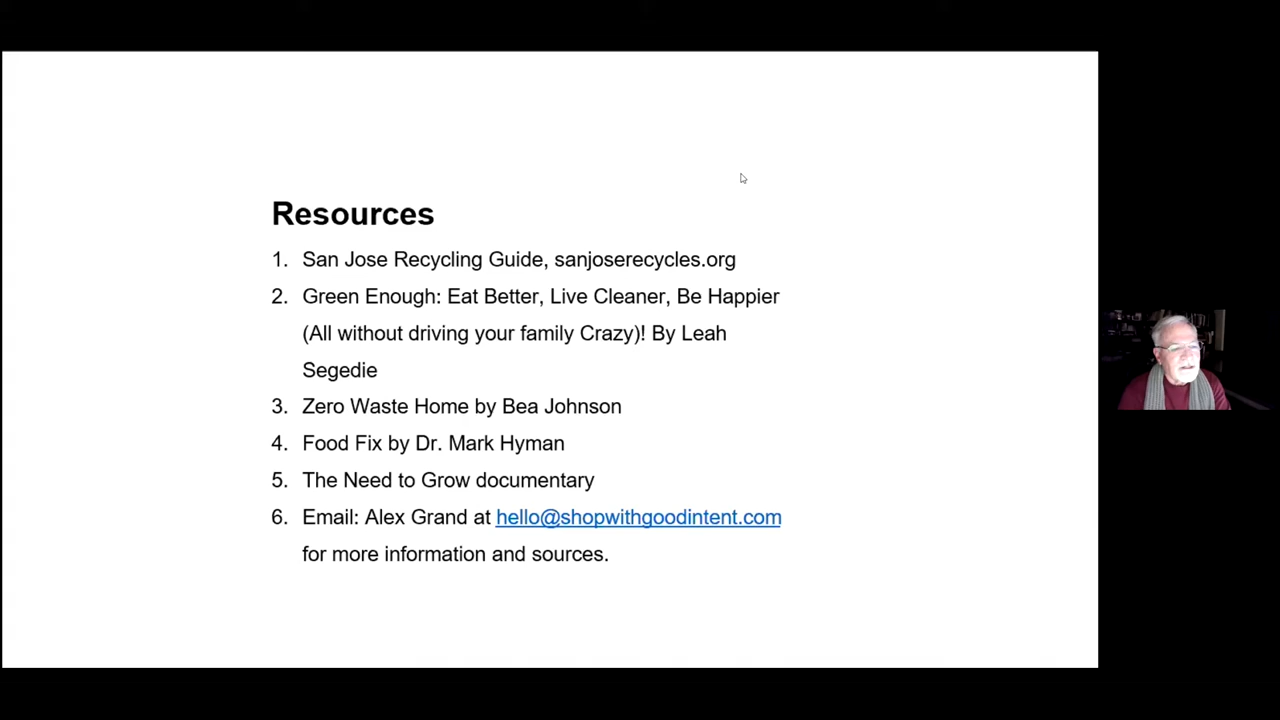 Resources
1. San Jose Recycling Guide, sanjoserecycles.org
2. Green Enough: Eat Better, Live Cleaner, Be Happier
(All without driving your family Crazy)! By Leah
Segedie
3. Zero Waste Home by Bea Johnson
4. Food Fix by Dr. Mark Hyman
5. The Need to Grow documentary
6. Email: Alex Grand at hello@shopwithgoodintent.com
for more information and sources.